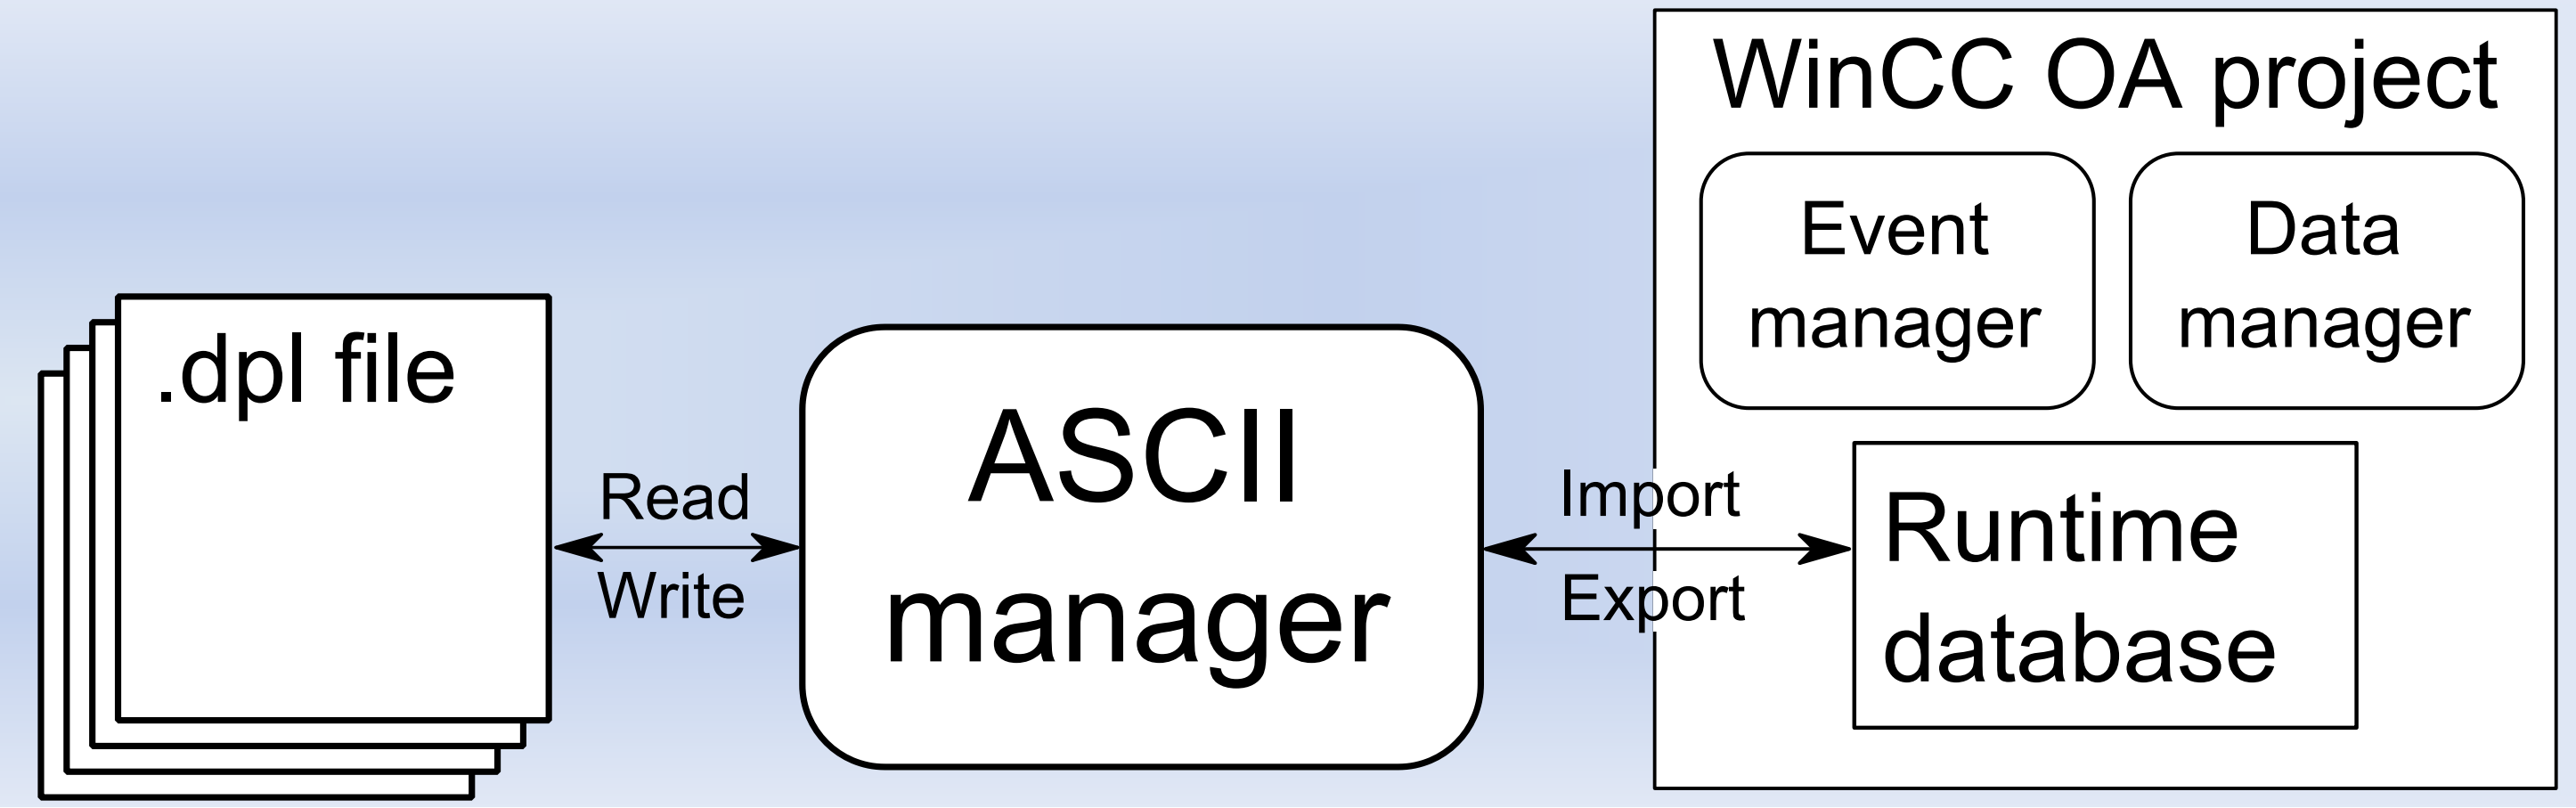 .dpl file
Read
Write
ASCII
manager
Import
Export
WinCC OA project
Event
manager
Data
manager
Runtime
database